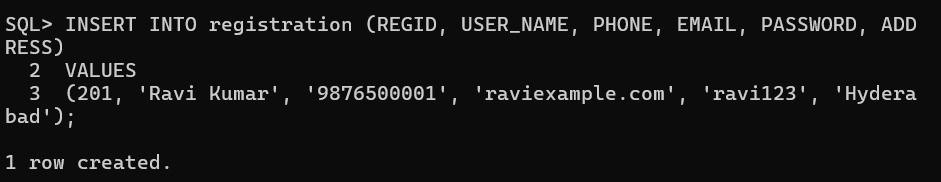 SQL> INSERT INTO registration (REGID, USER_NAME, PHONE, EMAIL, PASSWORD, ADD
RESS)
  2  VALUES
  3  (201, 'Ravi Kumar', '9876500001', 'raviexample.com', 'ravi123', 'Hydera
bad');
1 row created.